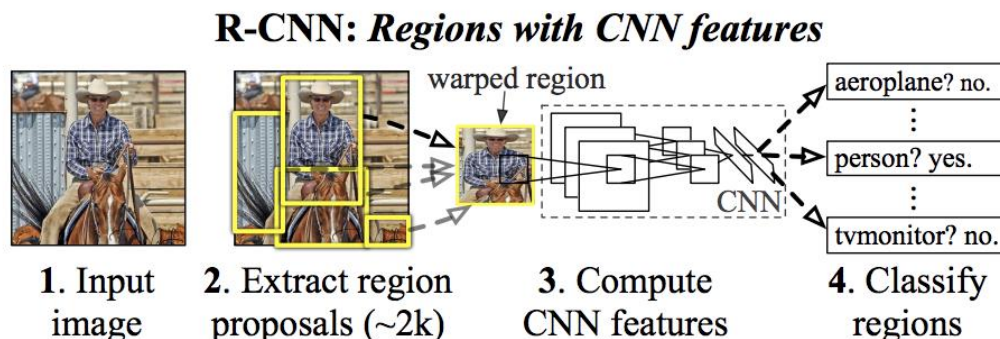 R-CNN: Regions with CNN features
warped region
aeroplane? no.
⋮
person? yes.
⋮
tvmonitor? no.
CNN
1. Input
image
2. Extract region
proposals (~2k)
3. Compute
CNN features
4. Classify
regions